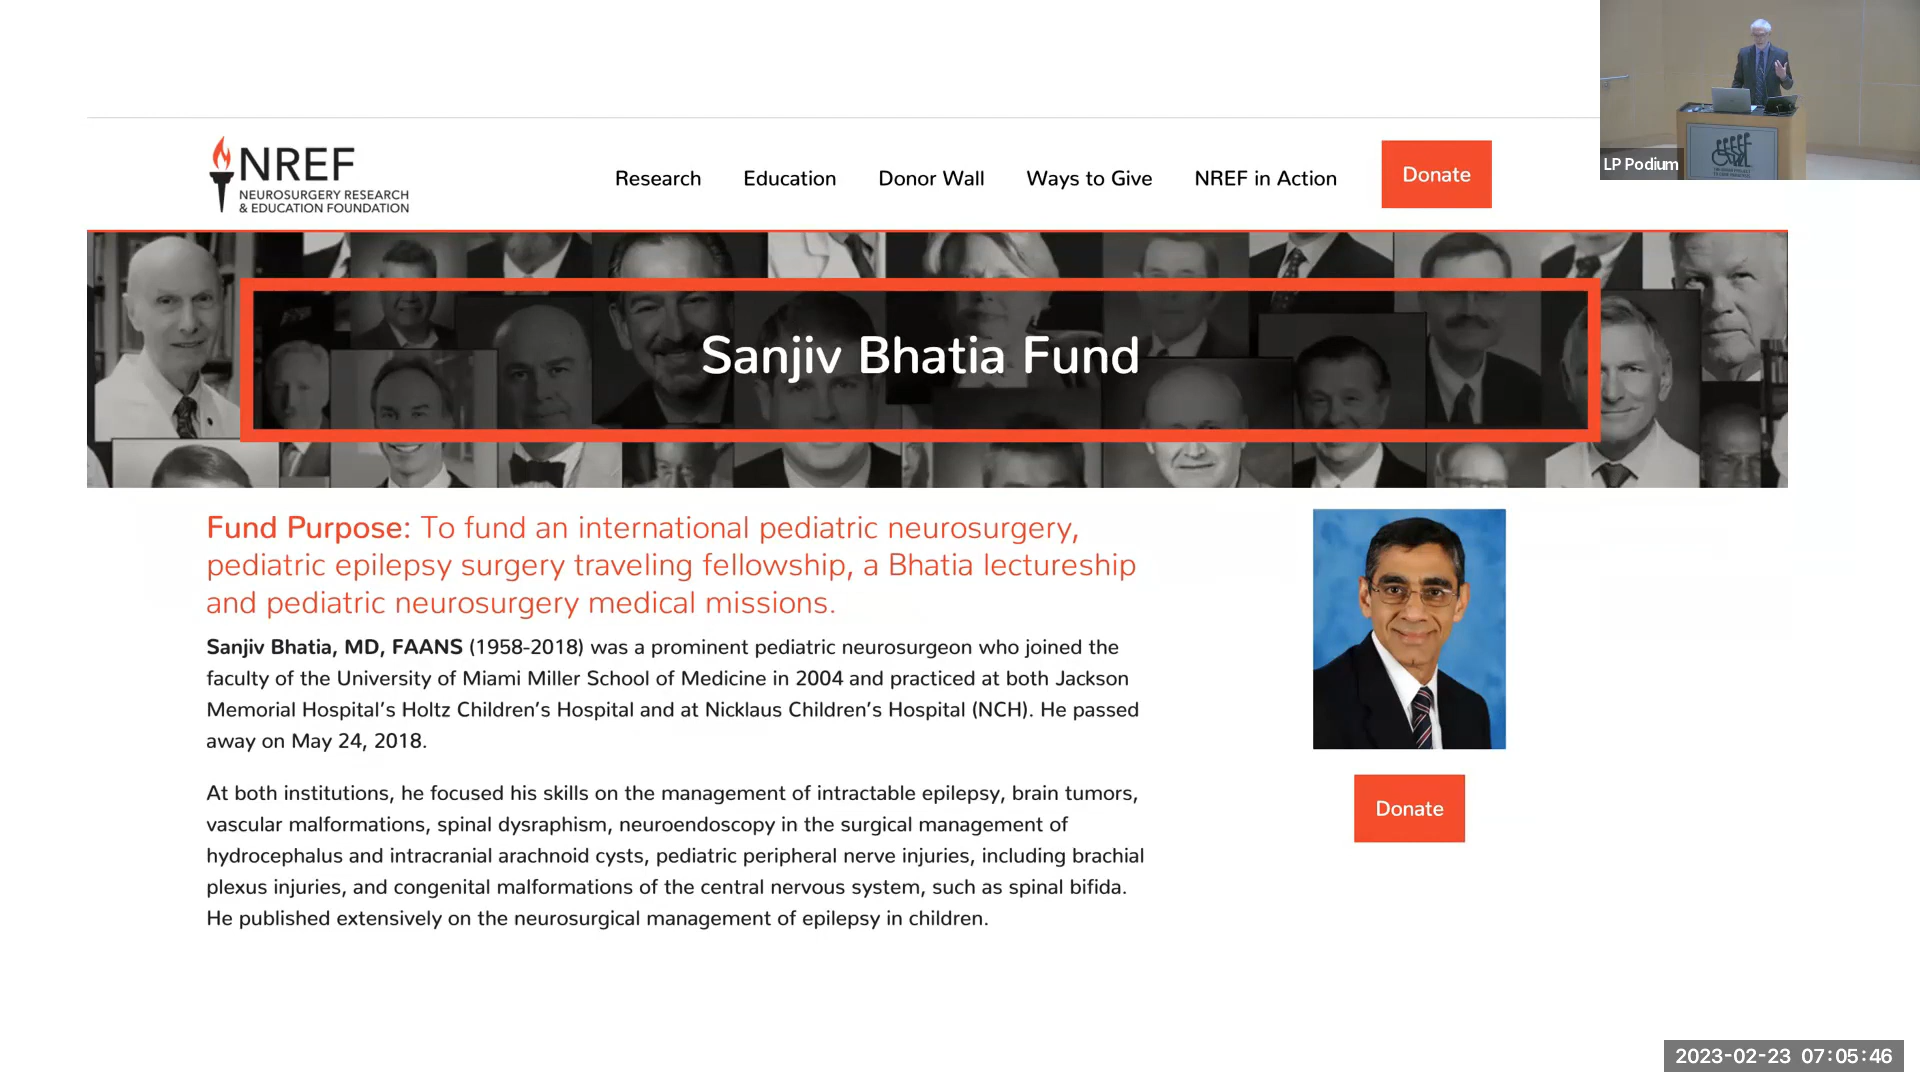 NREF
NEUROSURGERY RESEARCH
& EDUCATION FOUNDATION
Research
Education
Donor Wall
Ways to Give
NREF in Action
Donate
LP Podium
Sanjiv Bhatia Fund
Fund Purpose: To fund an international pediatric neurosurgery,
pediatric epilepsy surgery traveling fellowship, a Bhatia lectureship
and pediatric neurosurgery medical missions.
Sanjiv Bhatia, MD, FAANS (1958-2018) was a prominent pediatric neurosurgeon who joined the
faculty of the University of Miami Miller School of Medicine in 2004 and practiced at both Jackson
Memorial Hospital’s Holtz Children’s Hospital and at Nicklaus Children’s Hospital (NCH). He passed
away on May 24, 2018.
At both institutions, he focused his skills on the management of intractable epilepsy, brain tumors,
vascular malformations, spinal dysraphism, neuroendoscopy in the surgical management of
hydrocephalus and intracranial arachnoid cysts, pediatric peripheral nerve injuries, including brachial
plexus injuries, and congenital malformations of the central nervous system, such as spinal bifida.
He published extensively on the neurosurgical management of epilepsy in children.
Donate
2023-02-23 07:05:46